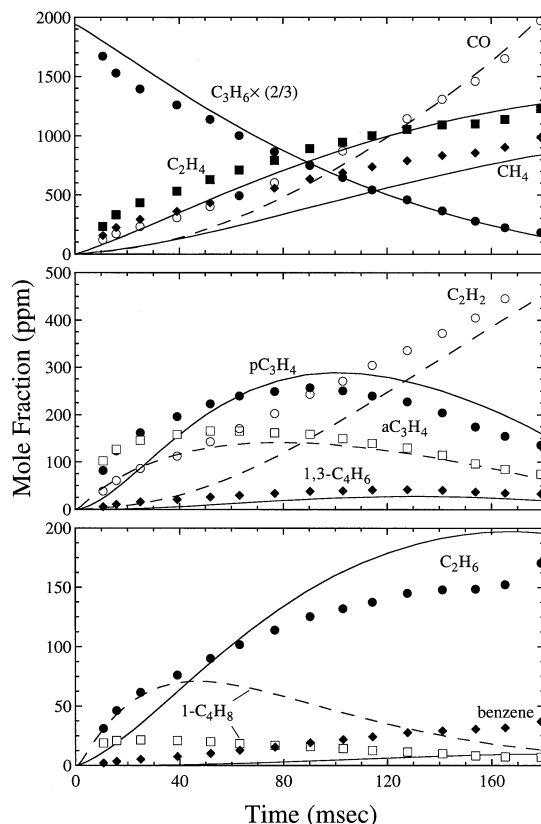 2000
CO
C3H6 × (2/3)
1500
C2H4
1000
500
CH4
0
500
C2H2
400
pC3H4
300
aC3H4
200
1,3-C4H6
100
0
200
C2H6
150
100
1-C4H8
benzene
50
0
0 40 80 120 160
Time (msec)
Mole Fraction (ppm)